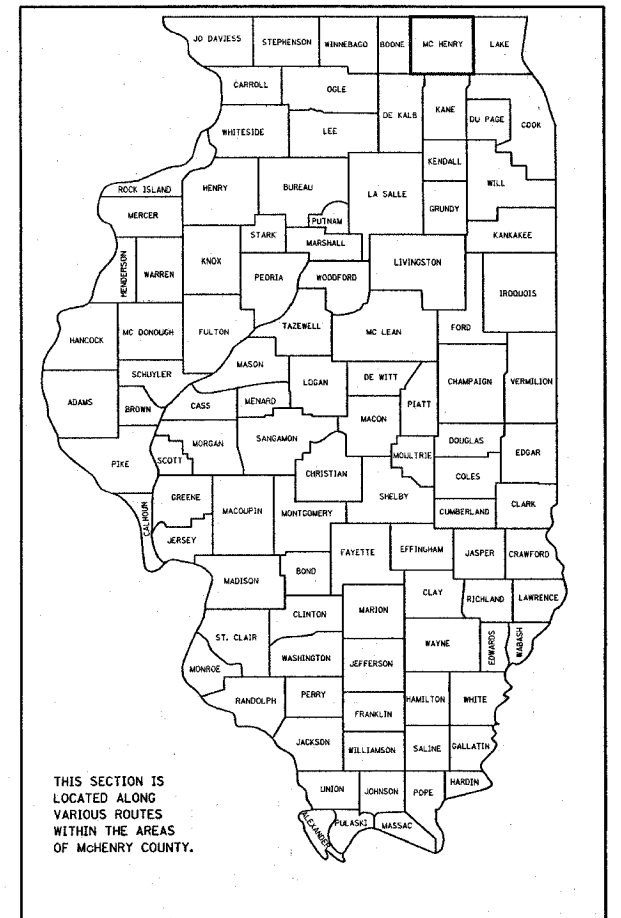 JO DAVIESS
STEPHENSON
WINNEBAGO
BOONE
MC HENRY
LAKE
CARROLL
OGLE
DE KALB
KANE
DU PAGE
COOK
WHITESIDE
LEE
KENDALL
WILL
ROCK ISLAND
HENRY
BUREAU
LA SALLE
GRUNDY
MERCER
PUTNAM
KANKAKEE
STARK
MARSHALL
HENDERSON
WARREN
KNOX
PEORIA
WOODFORD
LIVINGSTON
IROQUOIS
HANCOCK
MC DONOUGH
FULTON
TAZEWELL
MC LEAN
FORD
SCHUYLER
MASON
LOGAN
DE WITT
CHAMPAIGN
VERMILION
ADAMS
BROWN
CASS
MENARD
MACON
PIATT
PIKE
SCOTT
MORGAN
SANGAMON
MOULTRIE
DOUGLAS
EDGAR
CHRISTIAN
COLES
CALHOUN
GREENE
MACOUPIN
MONTGOMERY
SHELBY
CUMBERLAND
CLARK
JERSEY
FAYETTE
EFFINGHAM
JASPER
CRAWFORD
MADISON
BOND
CLAY
RICHLAND
LAWRENCE
CLINTON
MARION
ST. CLAIR
WAYNE
EDWARDS
WABASH
MONROE
WASHINGTON
JEFFERSON
RANDOLPH
PERRY
HAMILTON
WHITE
FRANKLIN
JACKSON
WILLIAMSON
SALINE
GALLATIN
UNION
JOHNSON
POPE
HARDIN
ALEXANDER
PULASKI
MASSAC
THIS SECTION IS
LOCATED ALONG
VARIOUS ROUTES
WITHIN THE AREAS
OF McHENRY COUNTY.